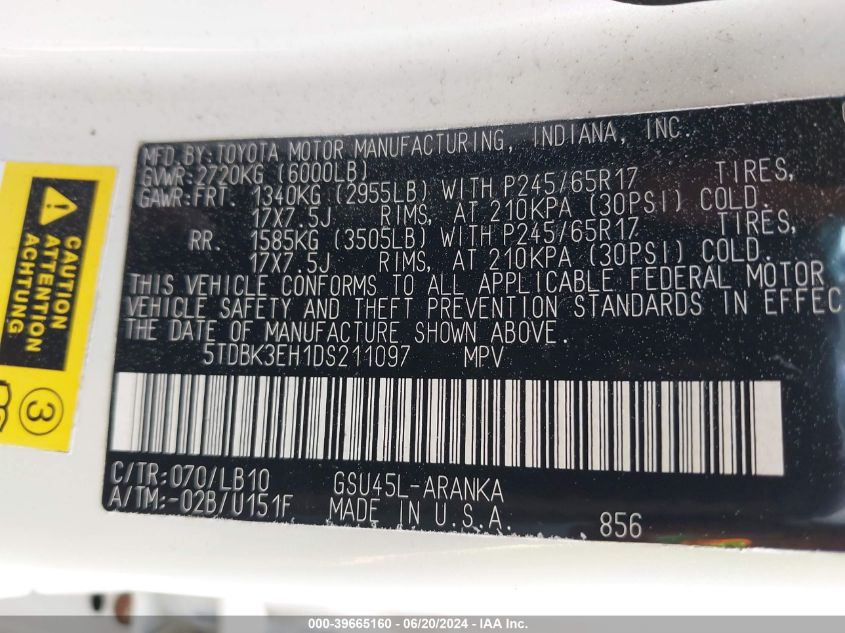 MFD. BY: TOYOTA MOTOR MANUFACTURING, INDIANA, INC.
GVWR: 2720KG (6000LB)
GAWR: FRT. 1340KG (2955LB) WITH P245/65R17 TIRES,
17X7.5J RIMS, AT 210KPA (30PSI) COLD.
RR. 1585KG (3505LB) WITH P245/65R17 TIRES,
17X7.5J RIMS, AT 210KPA (30PSI) COLD.
THIS VEHICLE CONFORMS TO ALL APPLICABLE FEDERAL MOTOR
VEHICLE SAFETY AND THEFT PREVENTION STANDARDS IN EFFEC
THE DATE OF MANUFACTURE SHOWN ABOVE.
5TDBK3EH1DS211097 MPV
C/TR: 070/LB10 GSU45L-ARANKA
A/TM:-02B/U151F MADE IN U.S.A. 856
CAUTION
ATTENTION
ACHTUNG
3
000-39665160 - 06/20/2024 - IAA Inc.